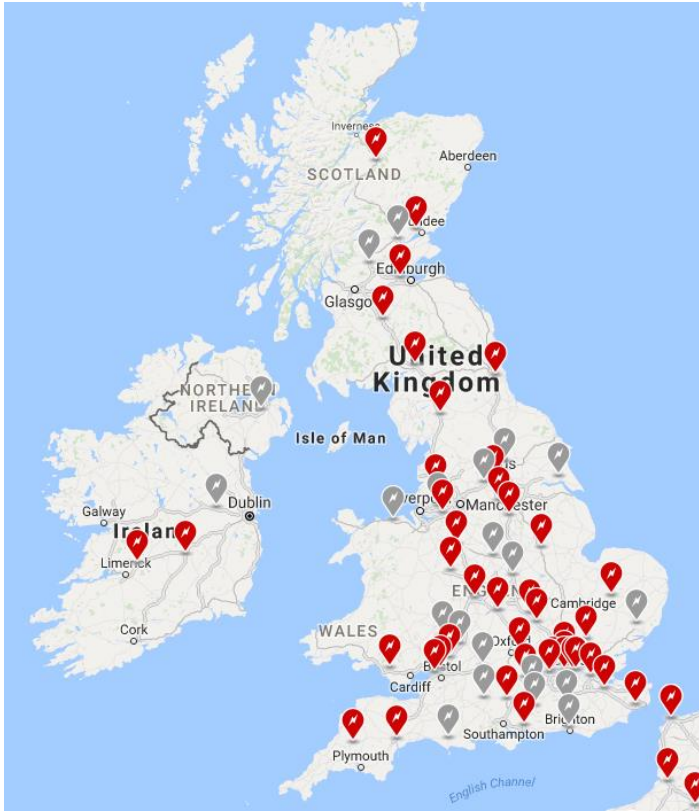 Inverness
Aberdeen
SCOTLAND
Edinburgh
United
Kingdom
NORTHERN
IRELAND
Isle of Man
Manchester
Dublin
Galway
Ireland
Limerick
Cambridge
WALES
Cork
Oxford
Bristol
Cardiff
Southampton
Brighton
Plymouth
English Channel